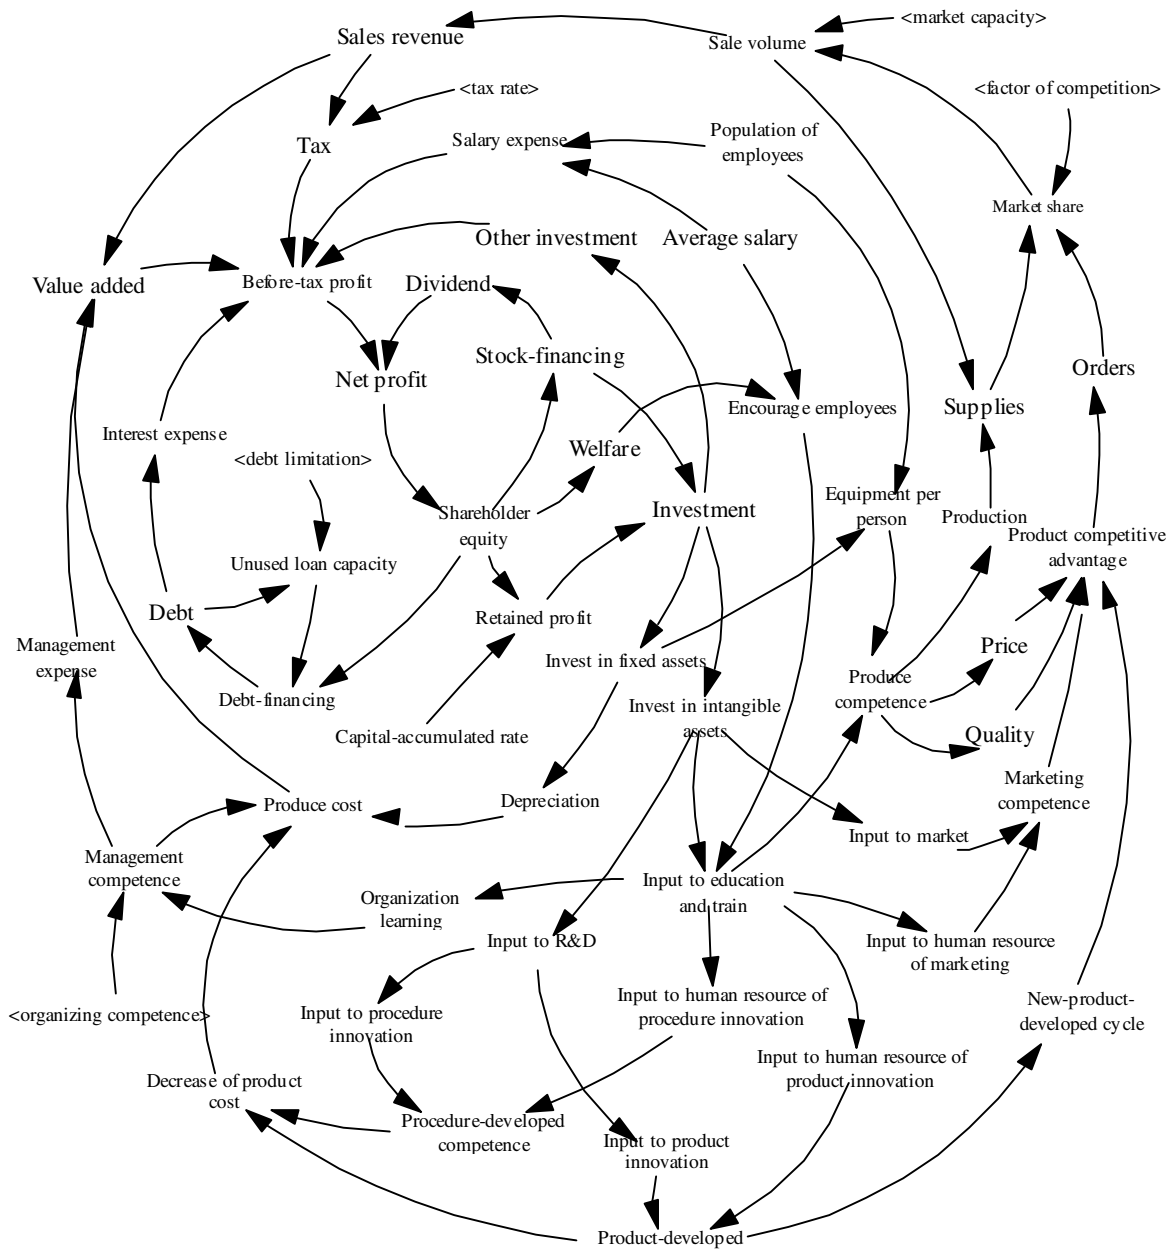 <market capacity>
Sales revenue
Sale volume
<tax rate>
<factor of competition>
Tax
Salary expense
Population of
employees
Market share
Other investment
Average salary
Value added
Before-tax profit
Dividend
Stock-financing
Net profit
Orders
Encourage employees
Supplies
Interest expense
<debt limitation>
Welfare
Equipment per
person
Shareholder
equity
Investment
Production
Product competitive
advantage
Unused loan capacity
Debt
Retained profit
Management
expense
Price
Invest in fixed assets
Produce
competence
Debt-financing
Invest in intangible
assets
Capital-accumulated rate
Quality
Marketing
competence
Produce cost
Depreciation
Input to market
Management
competence
Organization
learning
Input to education
and train
Input to R&D
Input to human resource
of marketing
<organizing competence>
Input to procedure
innovation
Input to human resource of
procedure innovation
New-product-
developed cycle
Input to human resource of
product innovation
Decrease of product
cost
Procedure-developed
competence
Input to product
innovation
Product-developed